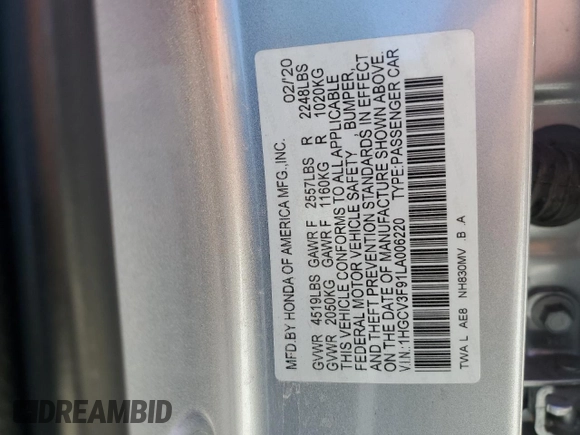 MFD.BY HONDA OF AMERICA MFG.,INC. 02/'20
GVWR 4519LBS GAWR F 2557LBS R 2248LBS
GVWR 2050KG GAWR F 1160KG R 1020KG
THIS VEHICLE CONFORMS TO ALL APPLICABLE
FEDERAL MOTOR VEHICLE SAFETY , BUMPER,
AND THEFT PREVENTION STANDARDS IN EFFECT
ON THE DATE OF MANUFACTURE SHOWN ABOVE.
V.I.N.:1HGCV3F91LA006220 TYPE:PASSENGER CAR
TWA L AE8 NH830MV .B .A
DREAMBID